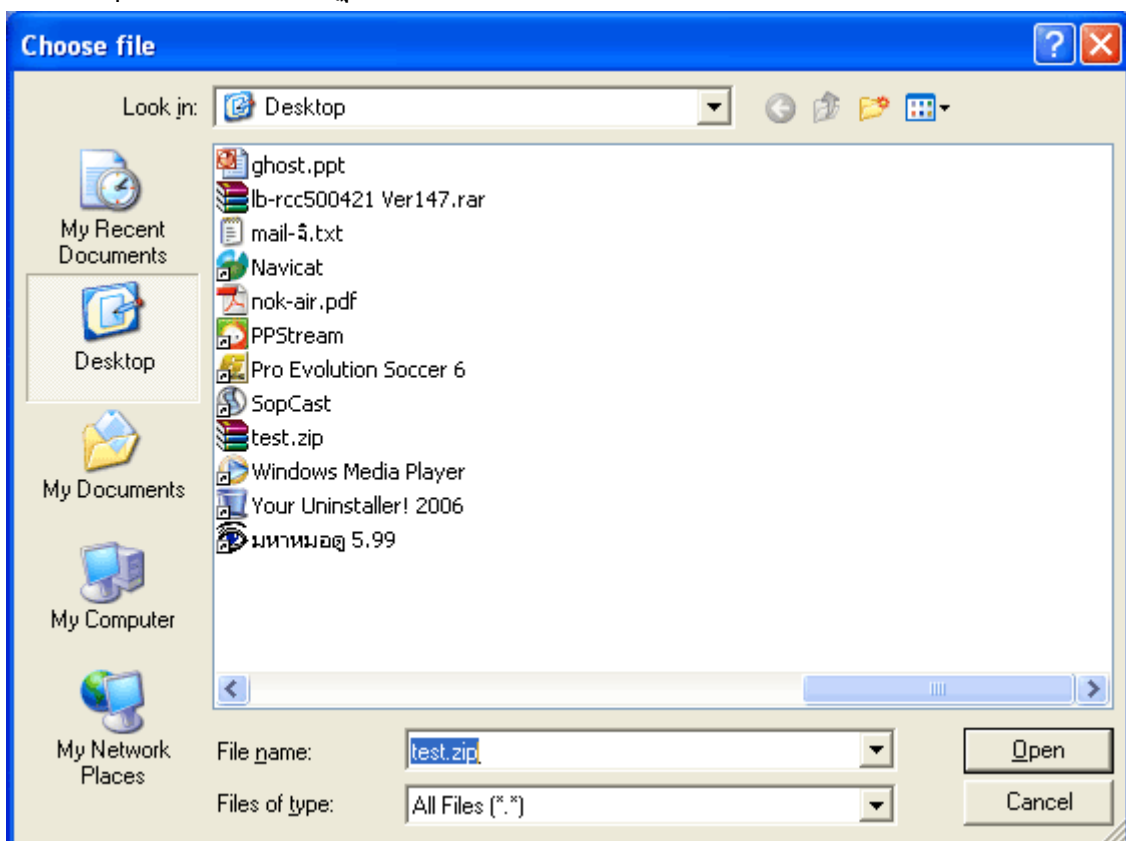 Choose file
Look in:
Desktop
ghost.ppt
lb-rcc500421 Ver147.rar
mail-จิ.txt
Navicat
nok-air.pdf
PPStream
Pro Evolution Soccer 6
SopCast
test.zip
Windows Media Player
Your Uninstaller! 2006
มหาหมอดู 5.99
My Recent
Documents
Desktop
My Documents
My Computer
My Network
Places
File name:
test.zip
Open
Files of type:
All Files (*.*)
Cancel